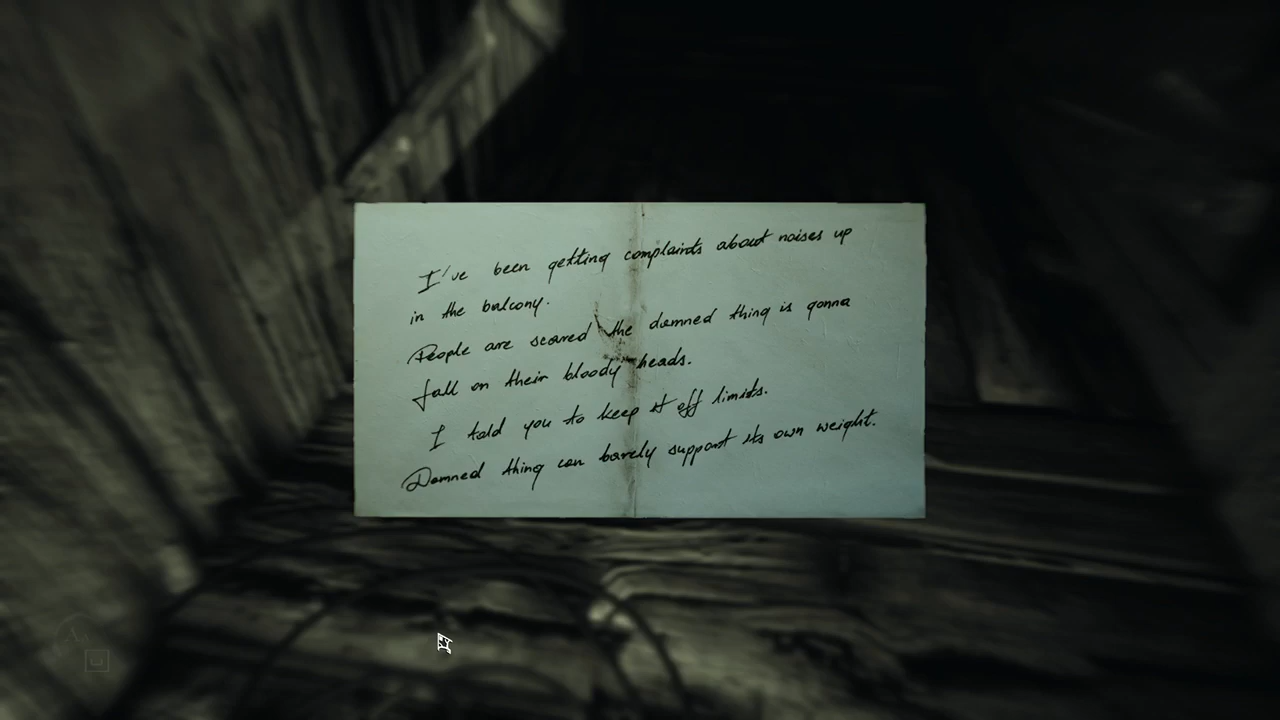 I've been getting complaints about noises up
in the balcony.
People are scared the damned thing is gonna
fall on their bloody heads.
I told you to keep it off limits.
Damned thing can barely support its own weight.